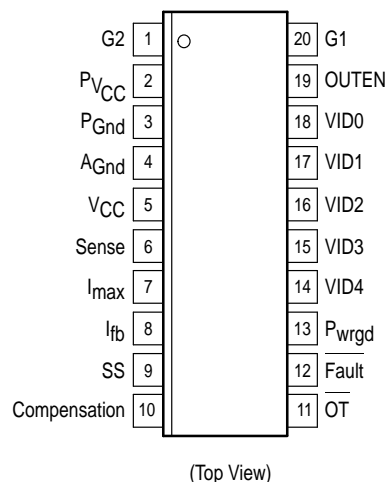 G2 1 20 G1
PVCC 2 19 OUTEN
PGnd 3 18 VID0
AGnd 4 17 VID1
VCC 5 16 VID2
Sense 6 15 VID3
Imax 7 14 VID4
Ifb 8 13 Pwrgd
SS 9 12 Fault
Compensation 10 11 OT
(Top View)